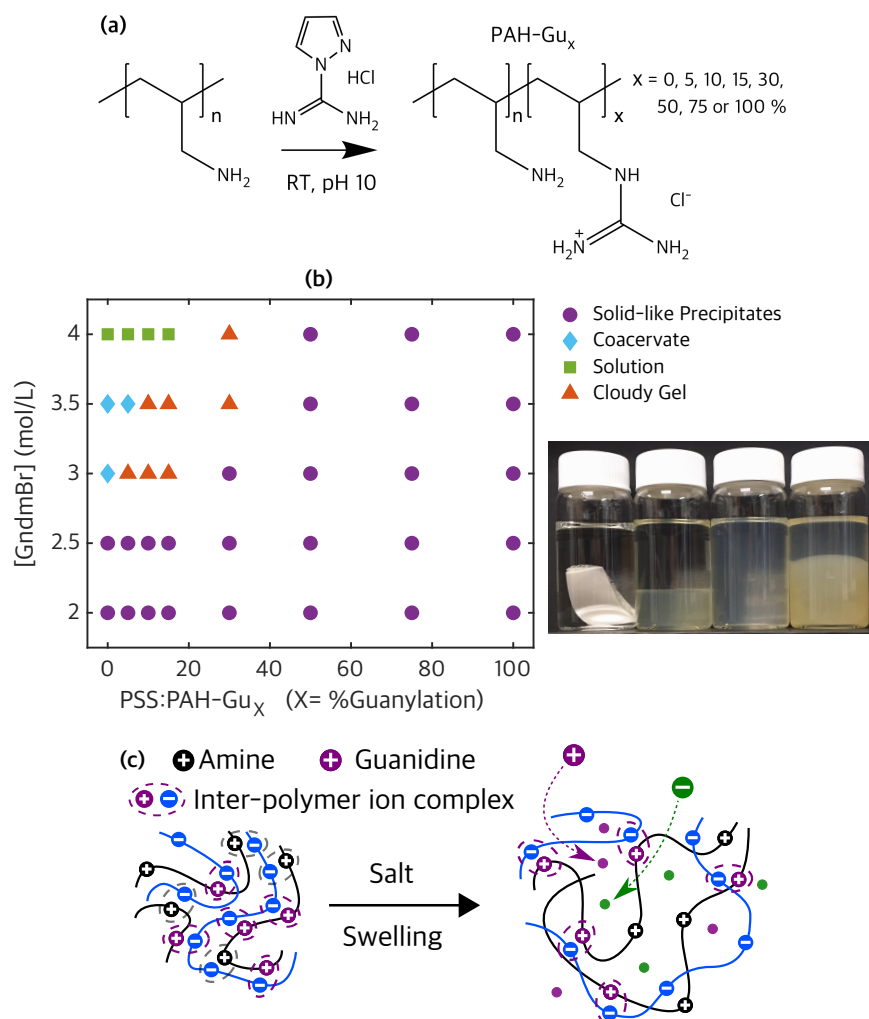 (a)
PAH-Gu_X
N
N
HCl
HN
NH₂
n
NH₂
RT, pH 10
n
x
x = 0, 5, 10, 15, 30,
50, 75 or 100 %
NH₂
NH
Cl⁻
H₂N
+
NH₂
(b)
4
3.5
3
2.5
2
[GndmBr] (mol/L)
0 20 40 60 80 100
PSS:PAH-Gu_X (X= %Guanylation)
Solid-like Precipitates
Coacervate
Solution
Cloudy Gel
(c)
+ Amine + Guanidine
+ − Inter-polymer ion complex
Salt
Swelling